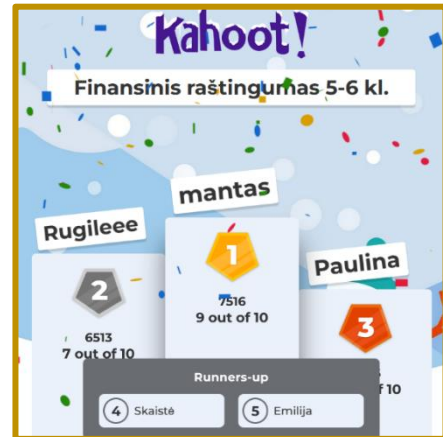 Kahoot!
Finansinis raštingumas 5-6 kl.
mantas
Rugileee
Paulina
1
2
3
7516
9 out of 10
6513
7 out of 10
f 10
Runners-up
4 Skaistė
5 Emilija